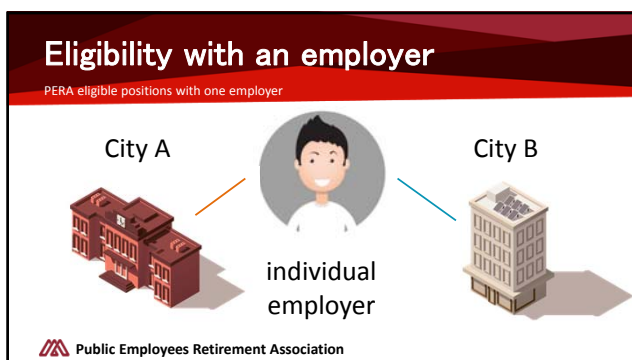 Eligibility with an employer
PERA eligible positions with one employer
City A
City B
individual
employer
Public Employees Retirement Association